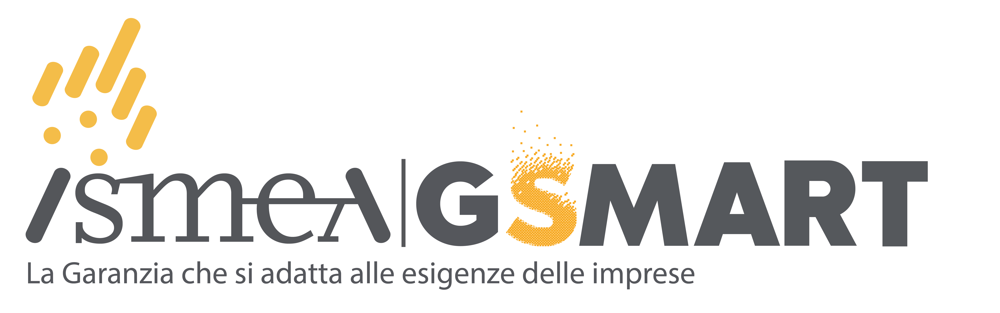 Ismea | GSMART
La Garanzia che si adatta alle esigenze delle imprese